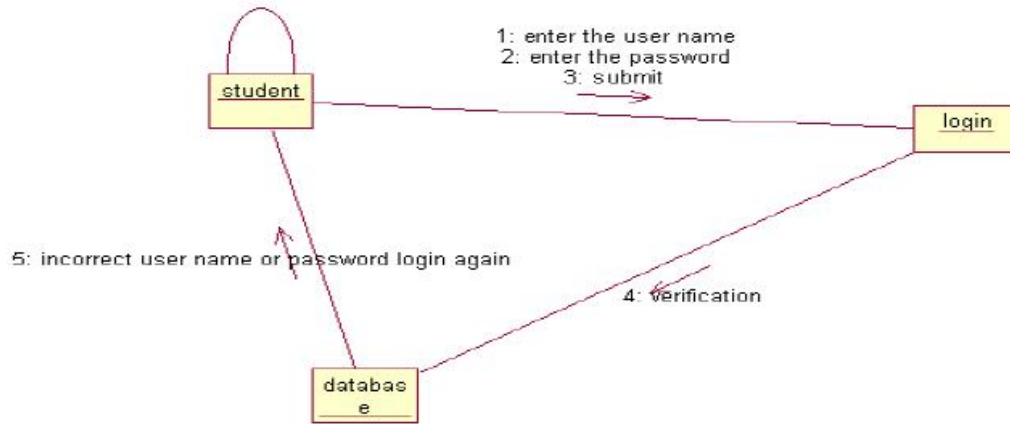 1: enter the user name
2: enter the password
3: submit
student
login
5: incorrect user name or password login again
4: verification
databas
e